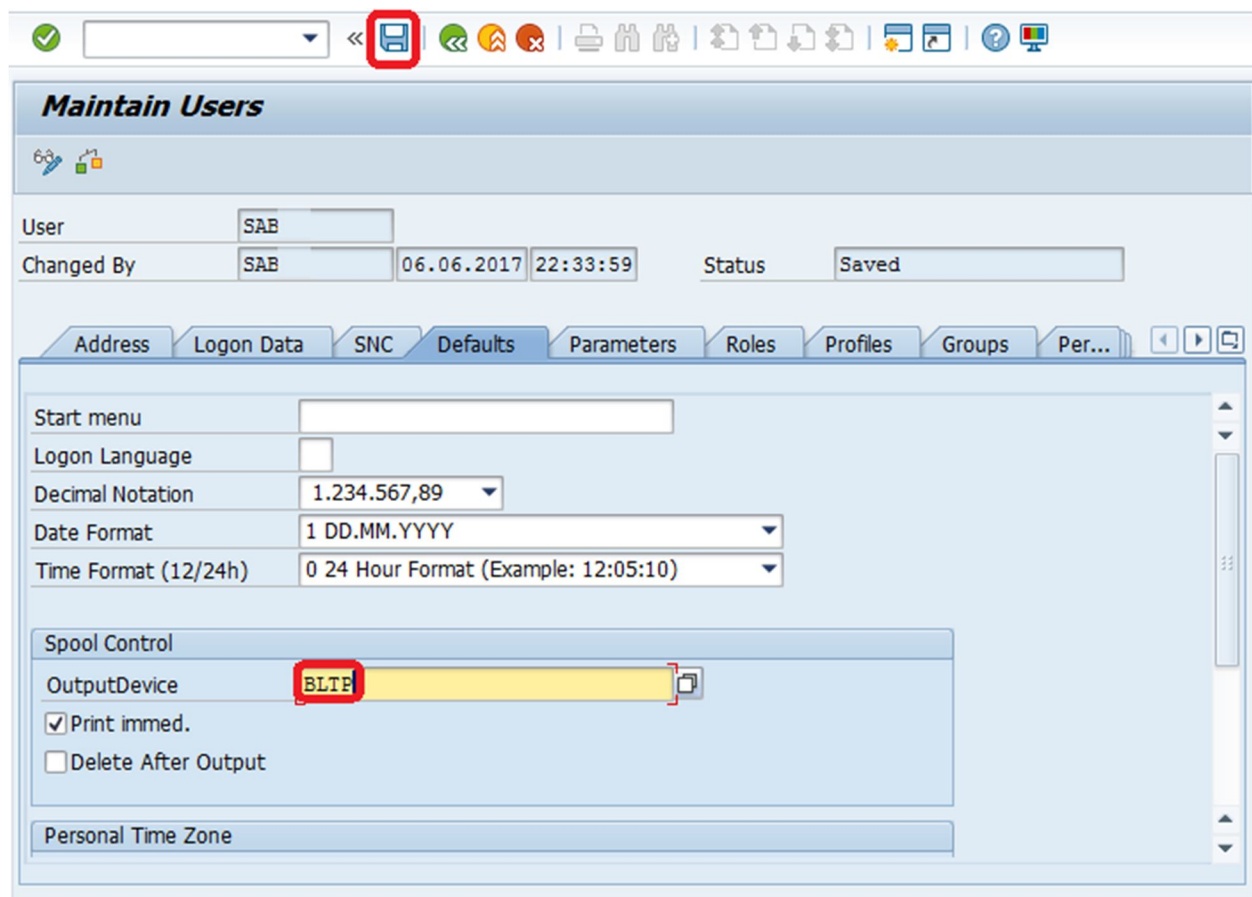 Maintain Users
User SAB
Changed By SAB 06.06.2017 22:33:59 Status Saved
Address Logon Data SNC Defaults Parameters Roles Profiles Groups Per...
Start menu
Logon Language
Decimal Notation 1.234.567,89
Date Format 1 DD.MM.YYYY
Time Format (12/24h) 0 24 Hour Format (Example: 12:05:10)
Spool Control
OutputDevice BLTP
Print immed.
Delete After Output
Personal Time Zone